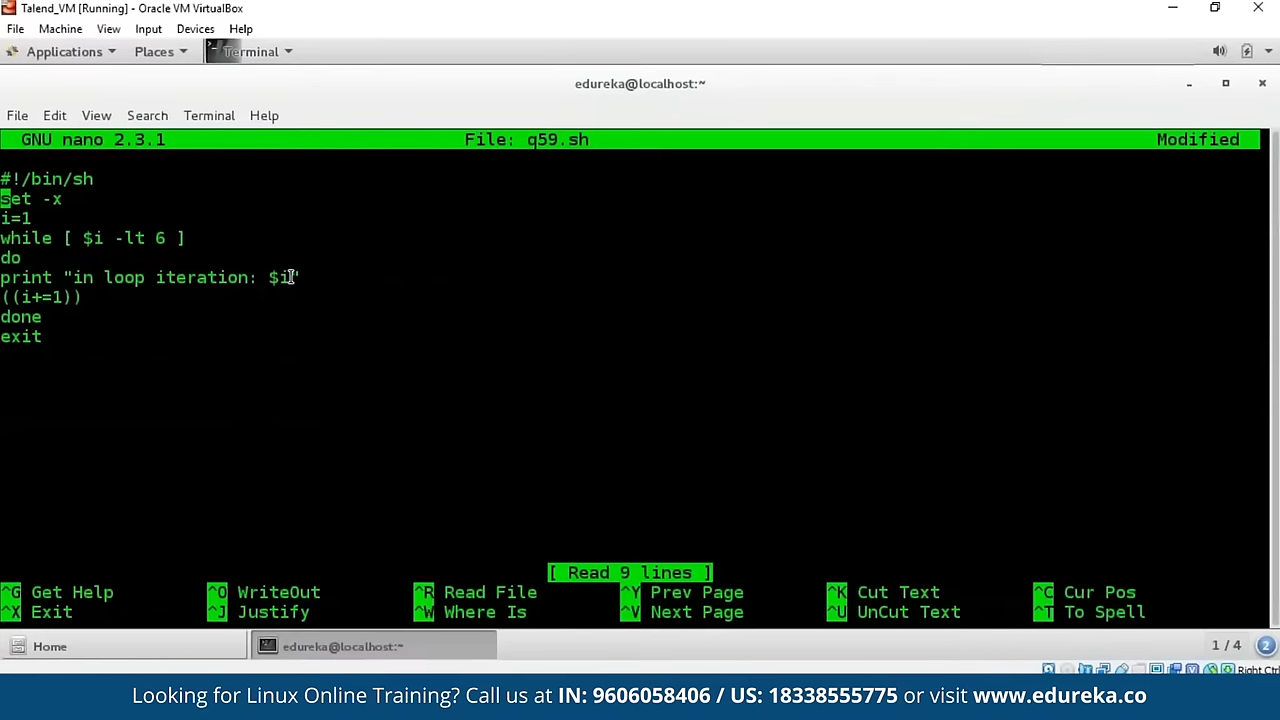 Talend_VM [Running] - Oracle VM VirtualBox
File Machine View Input Devices Help
Applications Places Terminal
edureka@localhost:~
File Edit View Search Terminal Help
GNU nano 2.3.1 File: q59.sh Modified
#!/bin/sh
set -x
i=1
while [ $i -lt 6 ]
do
print "in loop iteration: $i"
((i+=1))
done
exit
[ Read 9 lines ]
^G Get Help ^O WriteOut ^R Read File ^Y Prev Page ^K Cut Text ^C Cur Pos
^X Exit ^J Justify ^W Where Is ^V Next Page ^U UnCut Text ^T To Spell
Home edureka@localhost:~ 1 / 4 2
Right Ctrl
Looking for Linux Online Training? Call us at IN: 9606058406 / US: 18338555775 or visit www.edureka.co